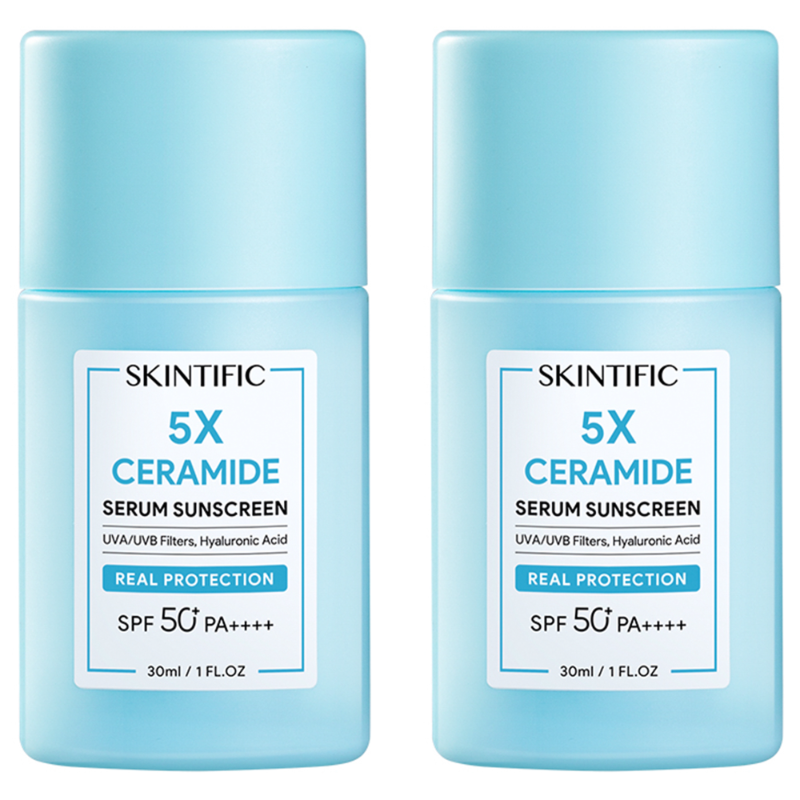 SKINTIFIC
5X
CERAMIDE
SERUM SUNSCREEN
UVA/UVB Filters, Hyaluronic Acid
REAL PROTECTION
SPF 50+ PA++++
30ml / 1 FL.OZ
SKINTIFIC
5X
CERAMIDE
SERUM SUNSCREEN
UVA/UVB Filters, Hyaluronic Acid
REAL PROTECTION
SPF 50+ PA++++
30ml / 1 FL.OZ